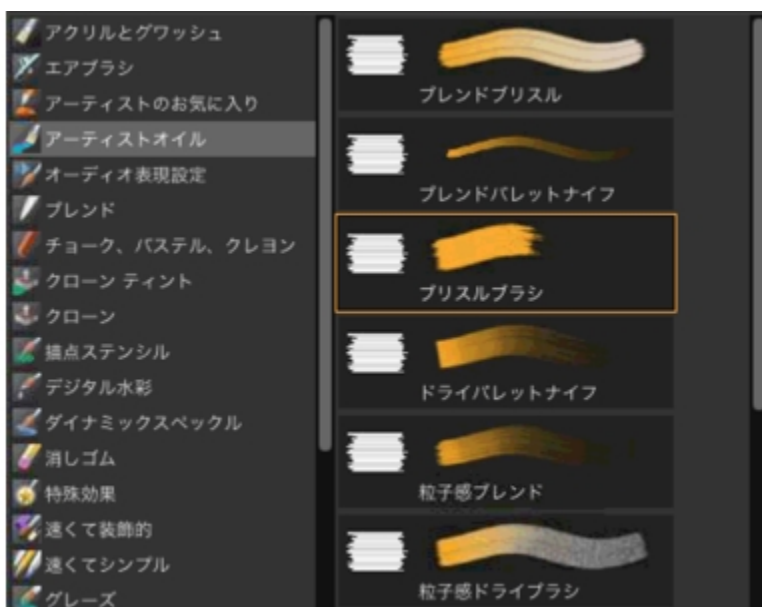 アクリルとグワッシュ
エアブラシ
アーティストのお気に入り
アーティストオイル
オーディオ表現設定
ブレンド
チョーク、パステル、クレヨン
クローン ティント
クローン
描点ステンシル
デジタル水彩
ダイナミックスペックル
消しゴム
特殊効果
速くて装飾的
速くてシンプル
グレーズ
ブレンドブリスル
ブレンドパレットナイフ
ブリスルブラシ
ドライパレットナイフ
粒子感ブレンド
粒子感ドライブラシ